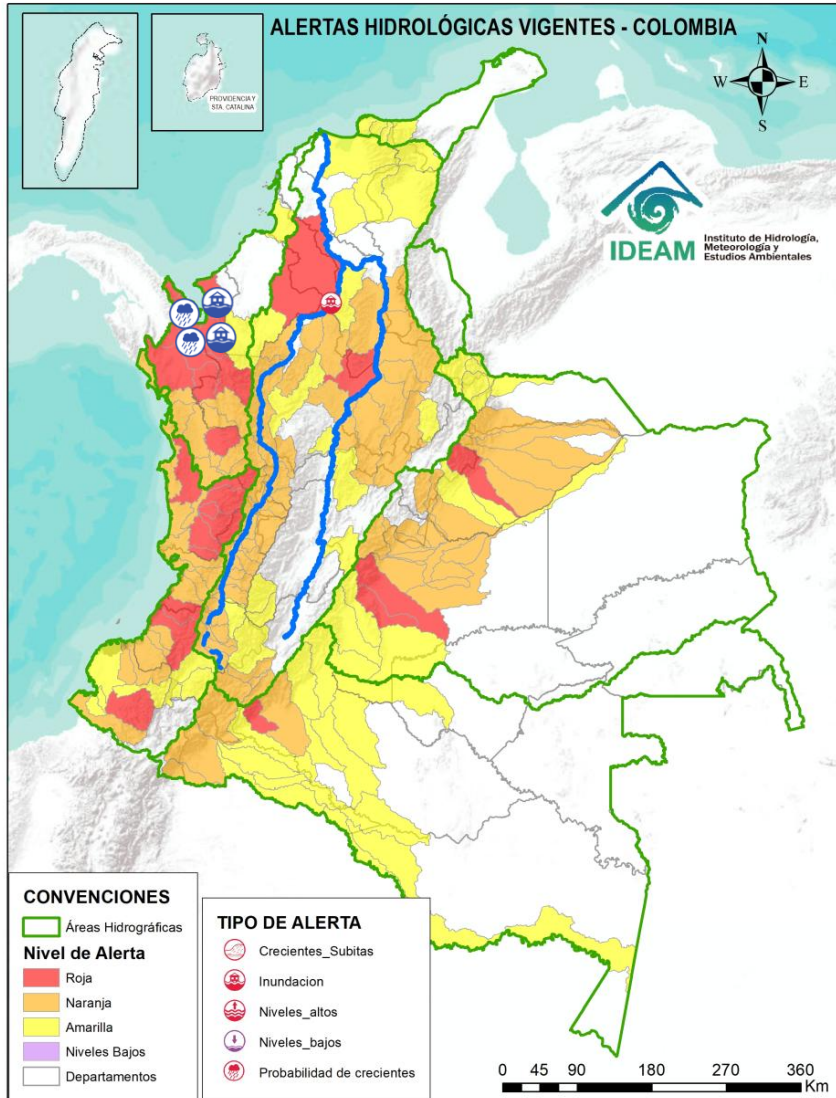 ALERTAS HIDROLÓGICAS VIGENTES - COLOMBIA
PROVIDENCIA Y
STA. CATALINA
N
W
E
S
IDEAM
Instituto de Hidrología,
Meteorología y
Estudios Ambientales
CONVENCIONES
Áreas Hidrográficas
Nivel de Alerta
Roja
Naranja
Amarilla
Niveles Bajos
Departamentos
TIPO DE ALERTA
Crecientes_Subitas
Inundacion
Niveles_altos
Niveles_bajos
Probabilidad de crecientes
0 45 90 180 270 360
Km